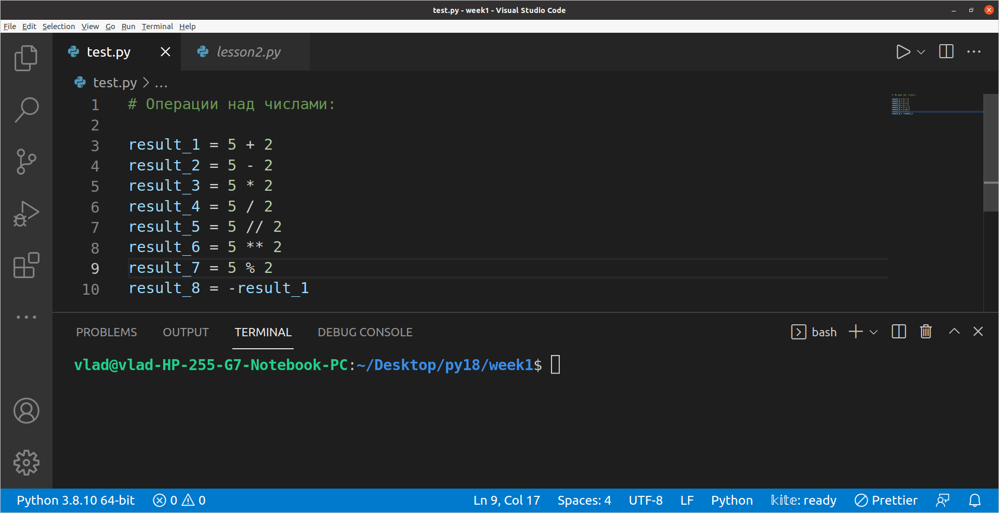 test.py - week1 - Visual Studio Code
File Edit Selection View Go Run Terminal Help
test.py lesson2.py
test.py > ...
1 # Операции над числами:
2
3 result_1 = 5 + 2
4 result_2 = 5 - 2
5 result_3 = 5 * 2
6 result_4 = 5 / 2
7 result_5 = 5 // 2
8 result_6 = 5 ** 2
9 result_7 = 5 % 2
10 result_8 = -result_1
PROBLEMS OUTPUT TERMINAL DEBUG CONSOLE bash
vlad@vlad-HP-255-G7-Notebook-PC:~/Desktop/py18/week1$
Python 3.8.10 64-bit 0 0 Ln 9, Col 17 Spaces: 4 UTF-8 LF Python kite: ready Prettier